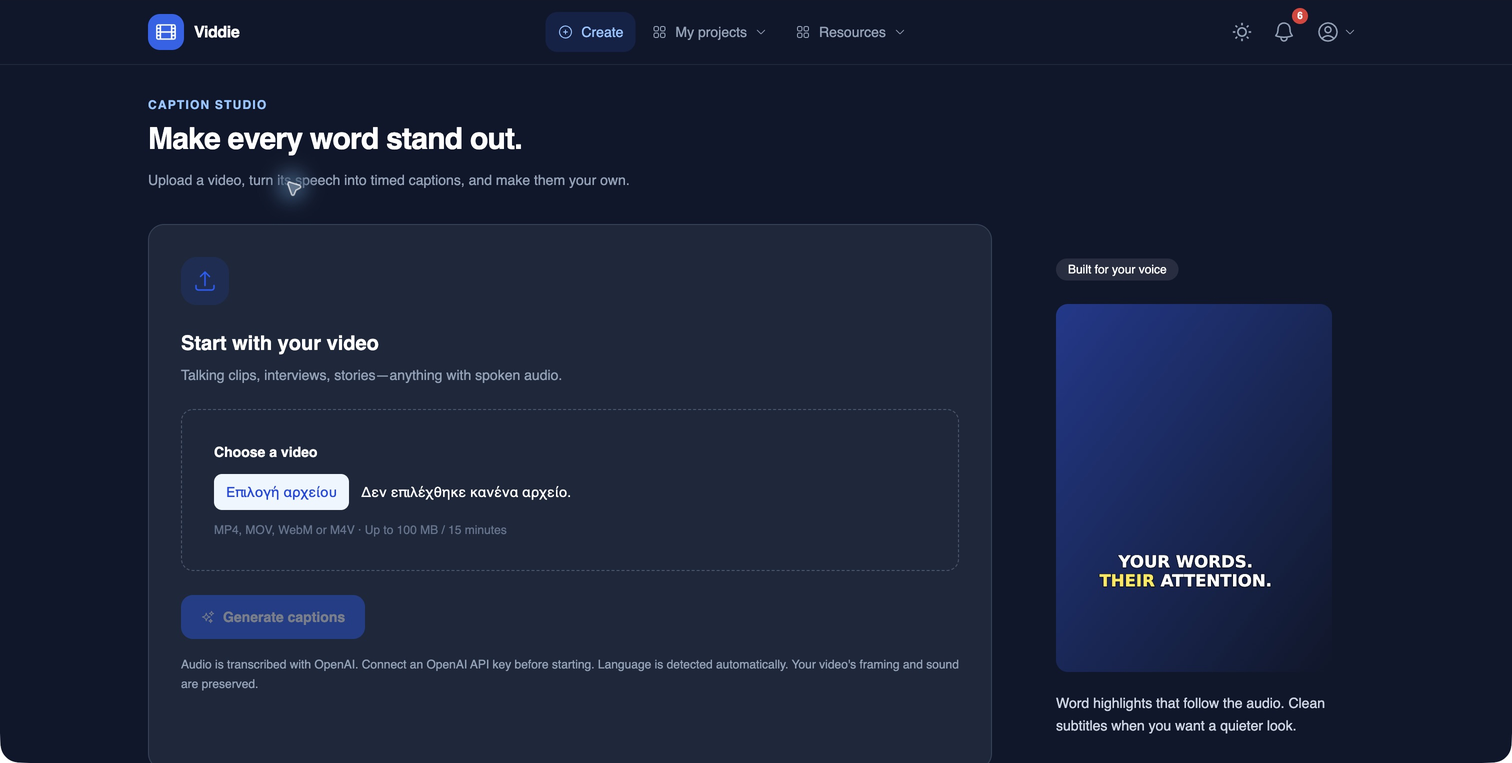 Viddie
Create
My projects
Resources
6
CAPTION STUDIO
Make every word stand out.
Upload a video, turn its speech into timed captions, and make them your own.
Start with your video
Talking clips, interviews, stories—anything with spoken audio.
Choose a video
Επιλογή αρχείου Δεν επιλέχθηκε κανένα αρχείο.
MP4, MOV, WebM or M4V · Up to 100 MB / 15 minutes
Generate captions
Audio is transcribed with OpenAI. Connect an OpenAI API key before starting. Language is detected automatically. Your video's framing and sound
are preserved.
Built for your voice
YOUR WORDS.
THEIR ATTENTION.
Word highlights that follow the audio. Clean
subtitles when you want a quieter look.